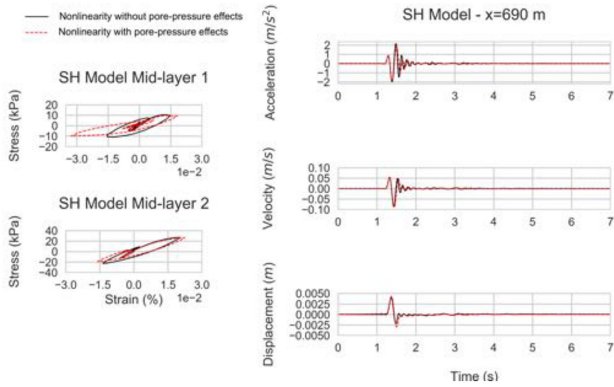 Nonlinearity without pore-pressure effects
Nonlinearity with pore-pressure effects
SH Model Mid-layer 1
Stress (kPa)
20
10
0
−10
−20
−3.0 −1.5 0.0 1.5 3.0
1e−2
SH Model Mid-layer 2
Stress (kPa)
40
20
0
−20
−40
−3.0 −1.5 0.0 1.5 3.0
Strain (%) 1e−2
SH Model - x=690 m
Acceleration (m/s²)
2
1
0
−1
−2
0 1 2 3 4 5 6 7
Velocity (m/s)
0.10
0.05
0.00
−0.05
−0.10
0 1 2 3 4 5 6 7
Displacement (m)
0.0050
0.0025
0.0000
−0.0025
−0.0050
0 1 2 3 4 5 6 7
Time (s)